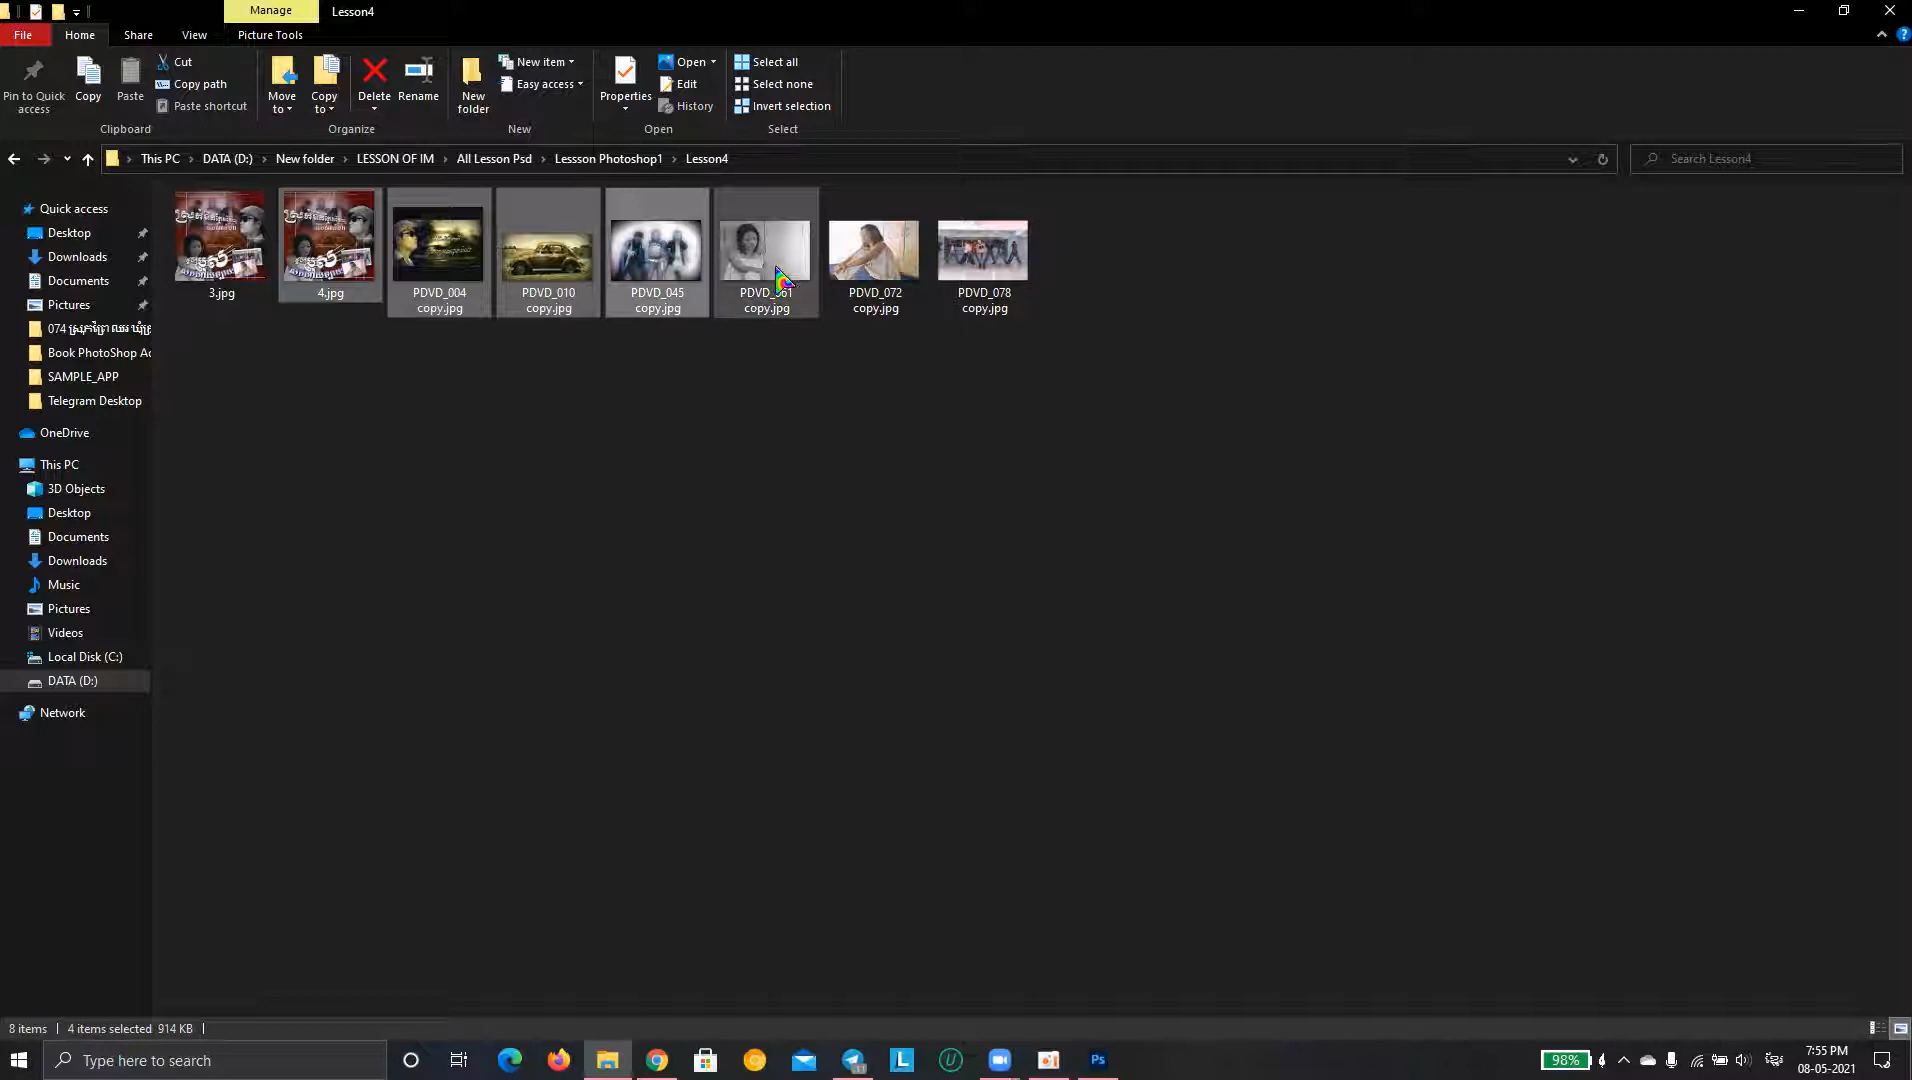 Manage
Lesson4
File
Home
Share
View
Picture Tools
Pin to Quick access
Copy
Paste
Cut
Copy path
Paste shortcut
Clipboard
Move to
Copy to
Delete
Rename
Organize
New folder
New item
Easy access
New
Properties
Open
Edit
History
Open
Select all
Select none
Invert selection
Select
This PC > DATA (D:) > New folder > LESSON OF IM > All Lesson Psd > Lessson Photoshop1 > Lesson4
Search Lesson4
Quick access
Desktop
Downloads
Documents
Pictures
074
Book PhotoShop Ac
SAMPLE_APP
Telegram Desktop
OneDrive
This PC
3D Objects
Desktop
Documents
Downloads
Music
Pictures
Videos
Local Disk (C:)
DATA (D:)
Network
3.jpg
4.jpg
PDVD_004
copy.jpg
PDVD_010
copy.jpg
PDVD_045
copy.jpg
PDVD_061
copy.jpg
PDVD_072
copy.jpg
PDVD_078
copy.jpg
8 items
4 items selected 914 KB
Type here to search
Ps
98%
7:55 PM
08-05-2021